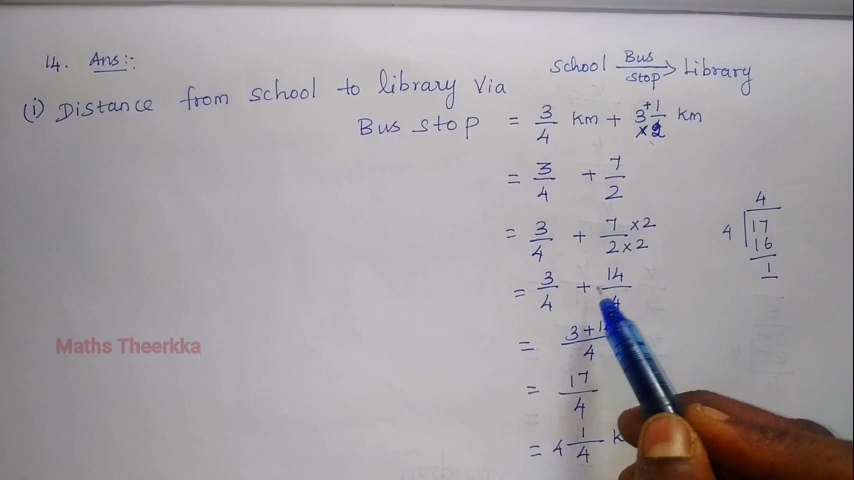 14. Ans:-
School Bus stop → Library
(i) Distance from school to library Via
Bus stop = 3/4 km + 3 1/2 km
= 3/4 + 7/2
= 3/4 + 7×2/2×2
= 3/4 + 14/4
= 3+14/4
= 17/4
= 4 1/4 k
4
4 17
16
1
Maths Theerkka